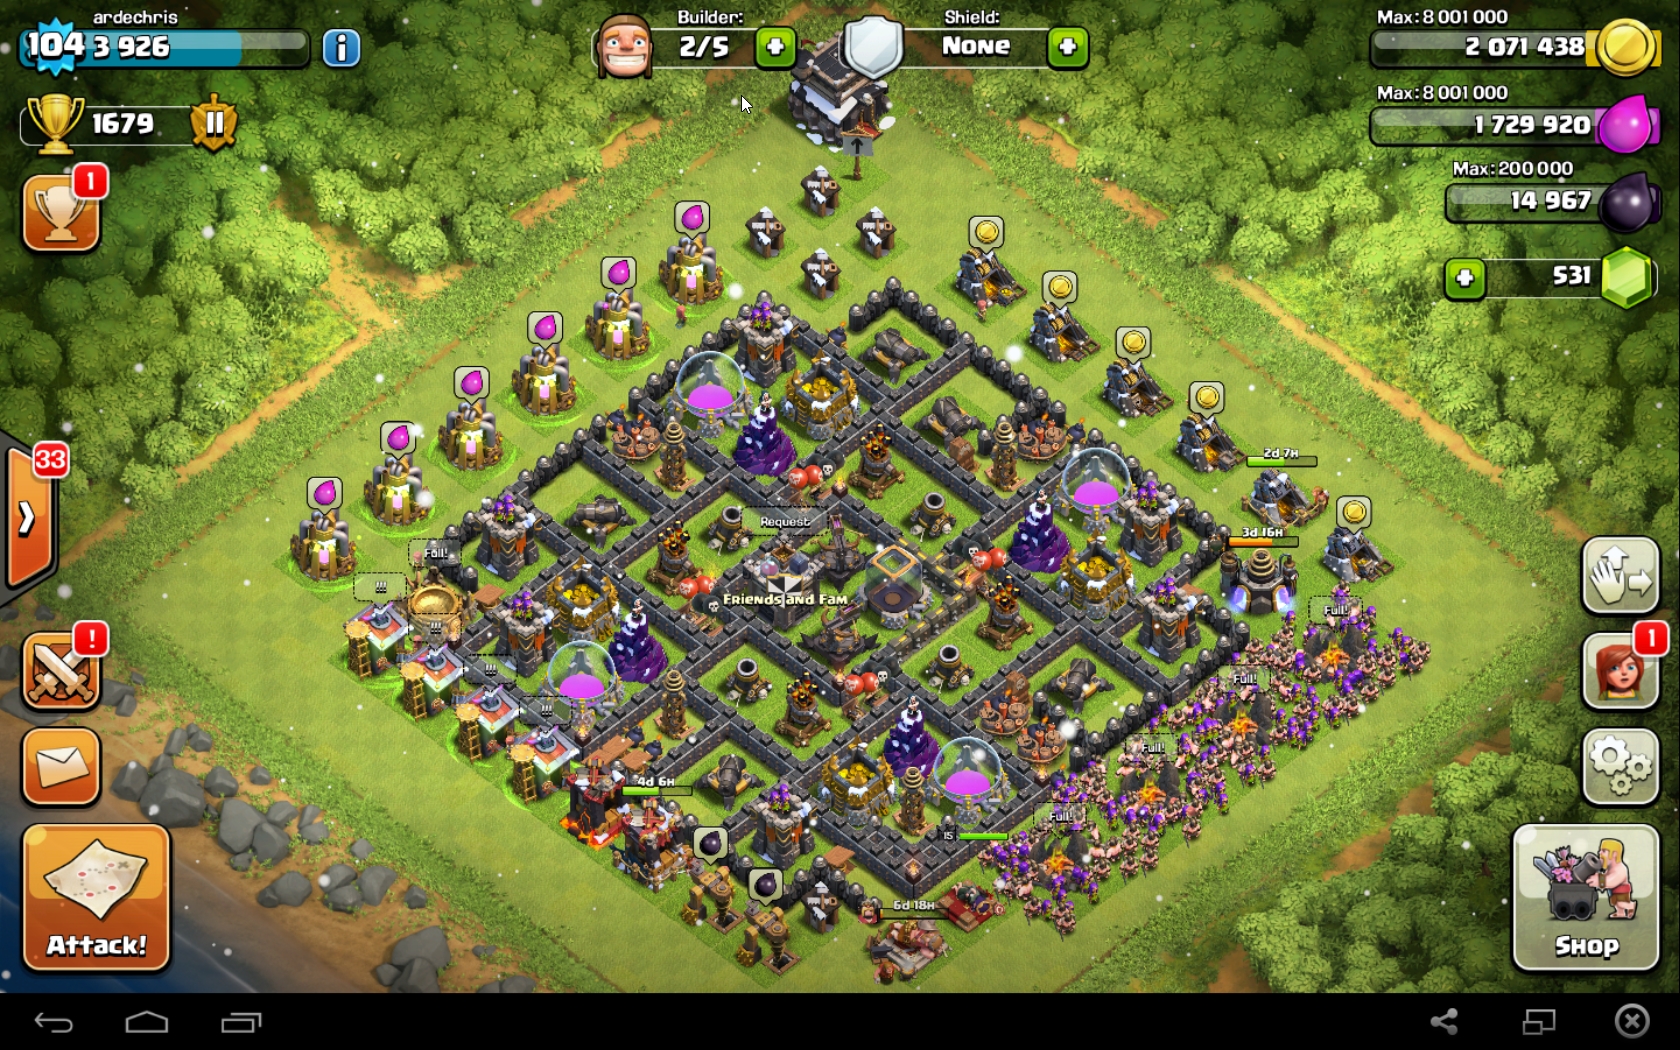 ardechris
104 3 926
i
Builder:
2/5
Shield:
None
Max: 8 001 000
2 071 438
Max: 8 001 000
1 729 920
Max: 200 000
14 967
531
1679
II
1
33
!
1
2d 7h
3d 16h
Request
Friends and Fam
Full!
Full!
Full!
Full!
Full!
4d 6h
15
6d 18h
Attack!
Shop